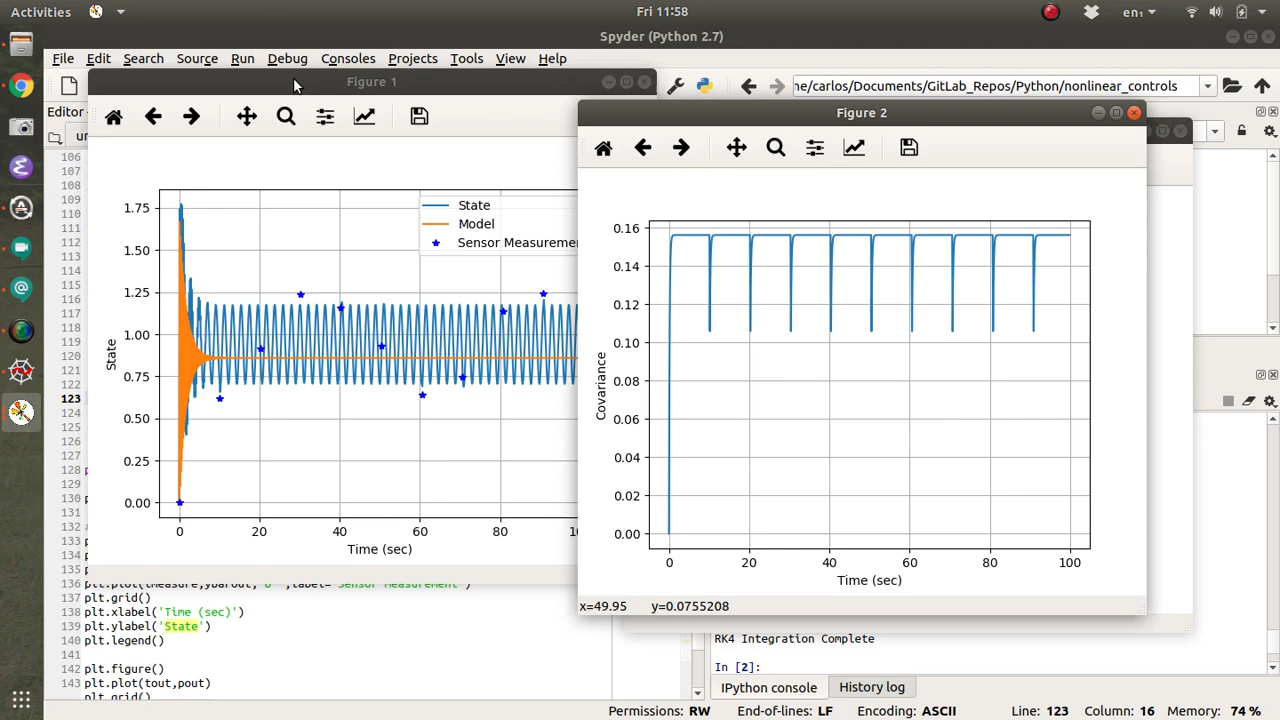 Activities
Fri 11:58
en₁
Spyder (Python 2.7)
File Edit Search Source Run Debug Consoles Projects Tools View Help
Figure 1
ne/carlos/Documents/GitLab_Repos/Python/nonlinear_controls
Editor
Figure 2
106
107
108
109
110
111
112
113
114
115
116
117
118
119
120
121
122
123
124
125
126
127
128
129
130
131
132
133
134
135
1.75
1.50
1.25
1.00
0.75
0.50
0.25
0.00
State
State
Model
Sensor Measuremen
0 20 40 60 80
Time (sec)
0.16
0.14
0.12
0.10
0.08
0.06
0.04
0.02
0.00
Covariance
0 20 40 60 80 100
Time (sec)
x=49.95 y=0.0755208
136 plt.plot(tmeasure,ybarout,'b*',label='Sensor Measurement')
137 plt.grid()
138 plt.xlabel('Time (sec)')
139 plt.ylabel('State')
140 plt.legend()
141
142 plt.figure()
143 plt.plot(tout,pout)
plt.grid()
RK4 Integration Complete
In [2]:
IPython console History log
Permissions: RW End-of-lines: LF Encoding: ASCII Line: 123 Column: 16 Memory: 74 %